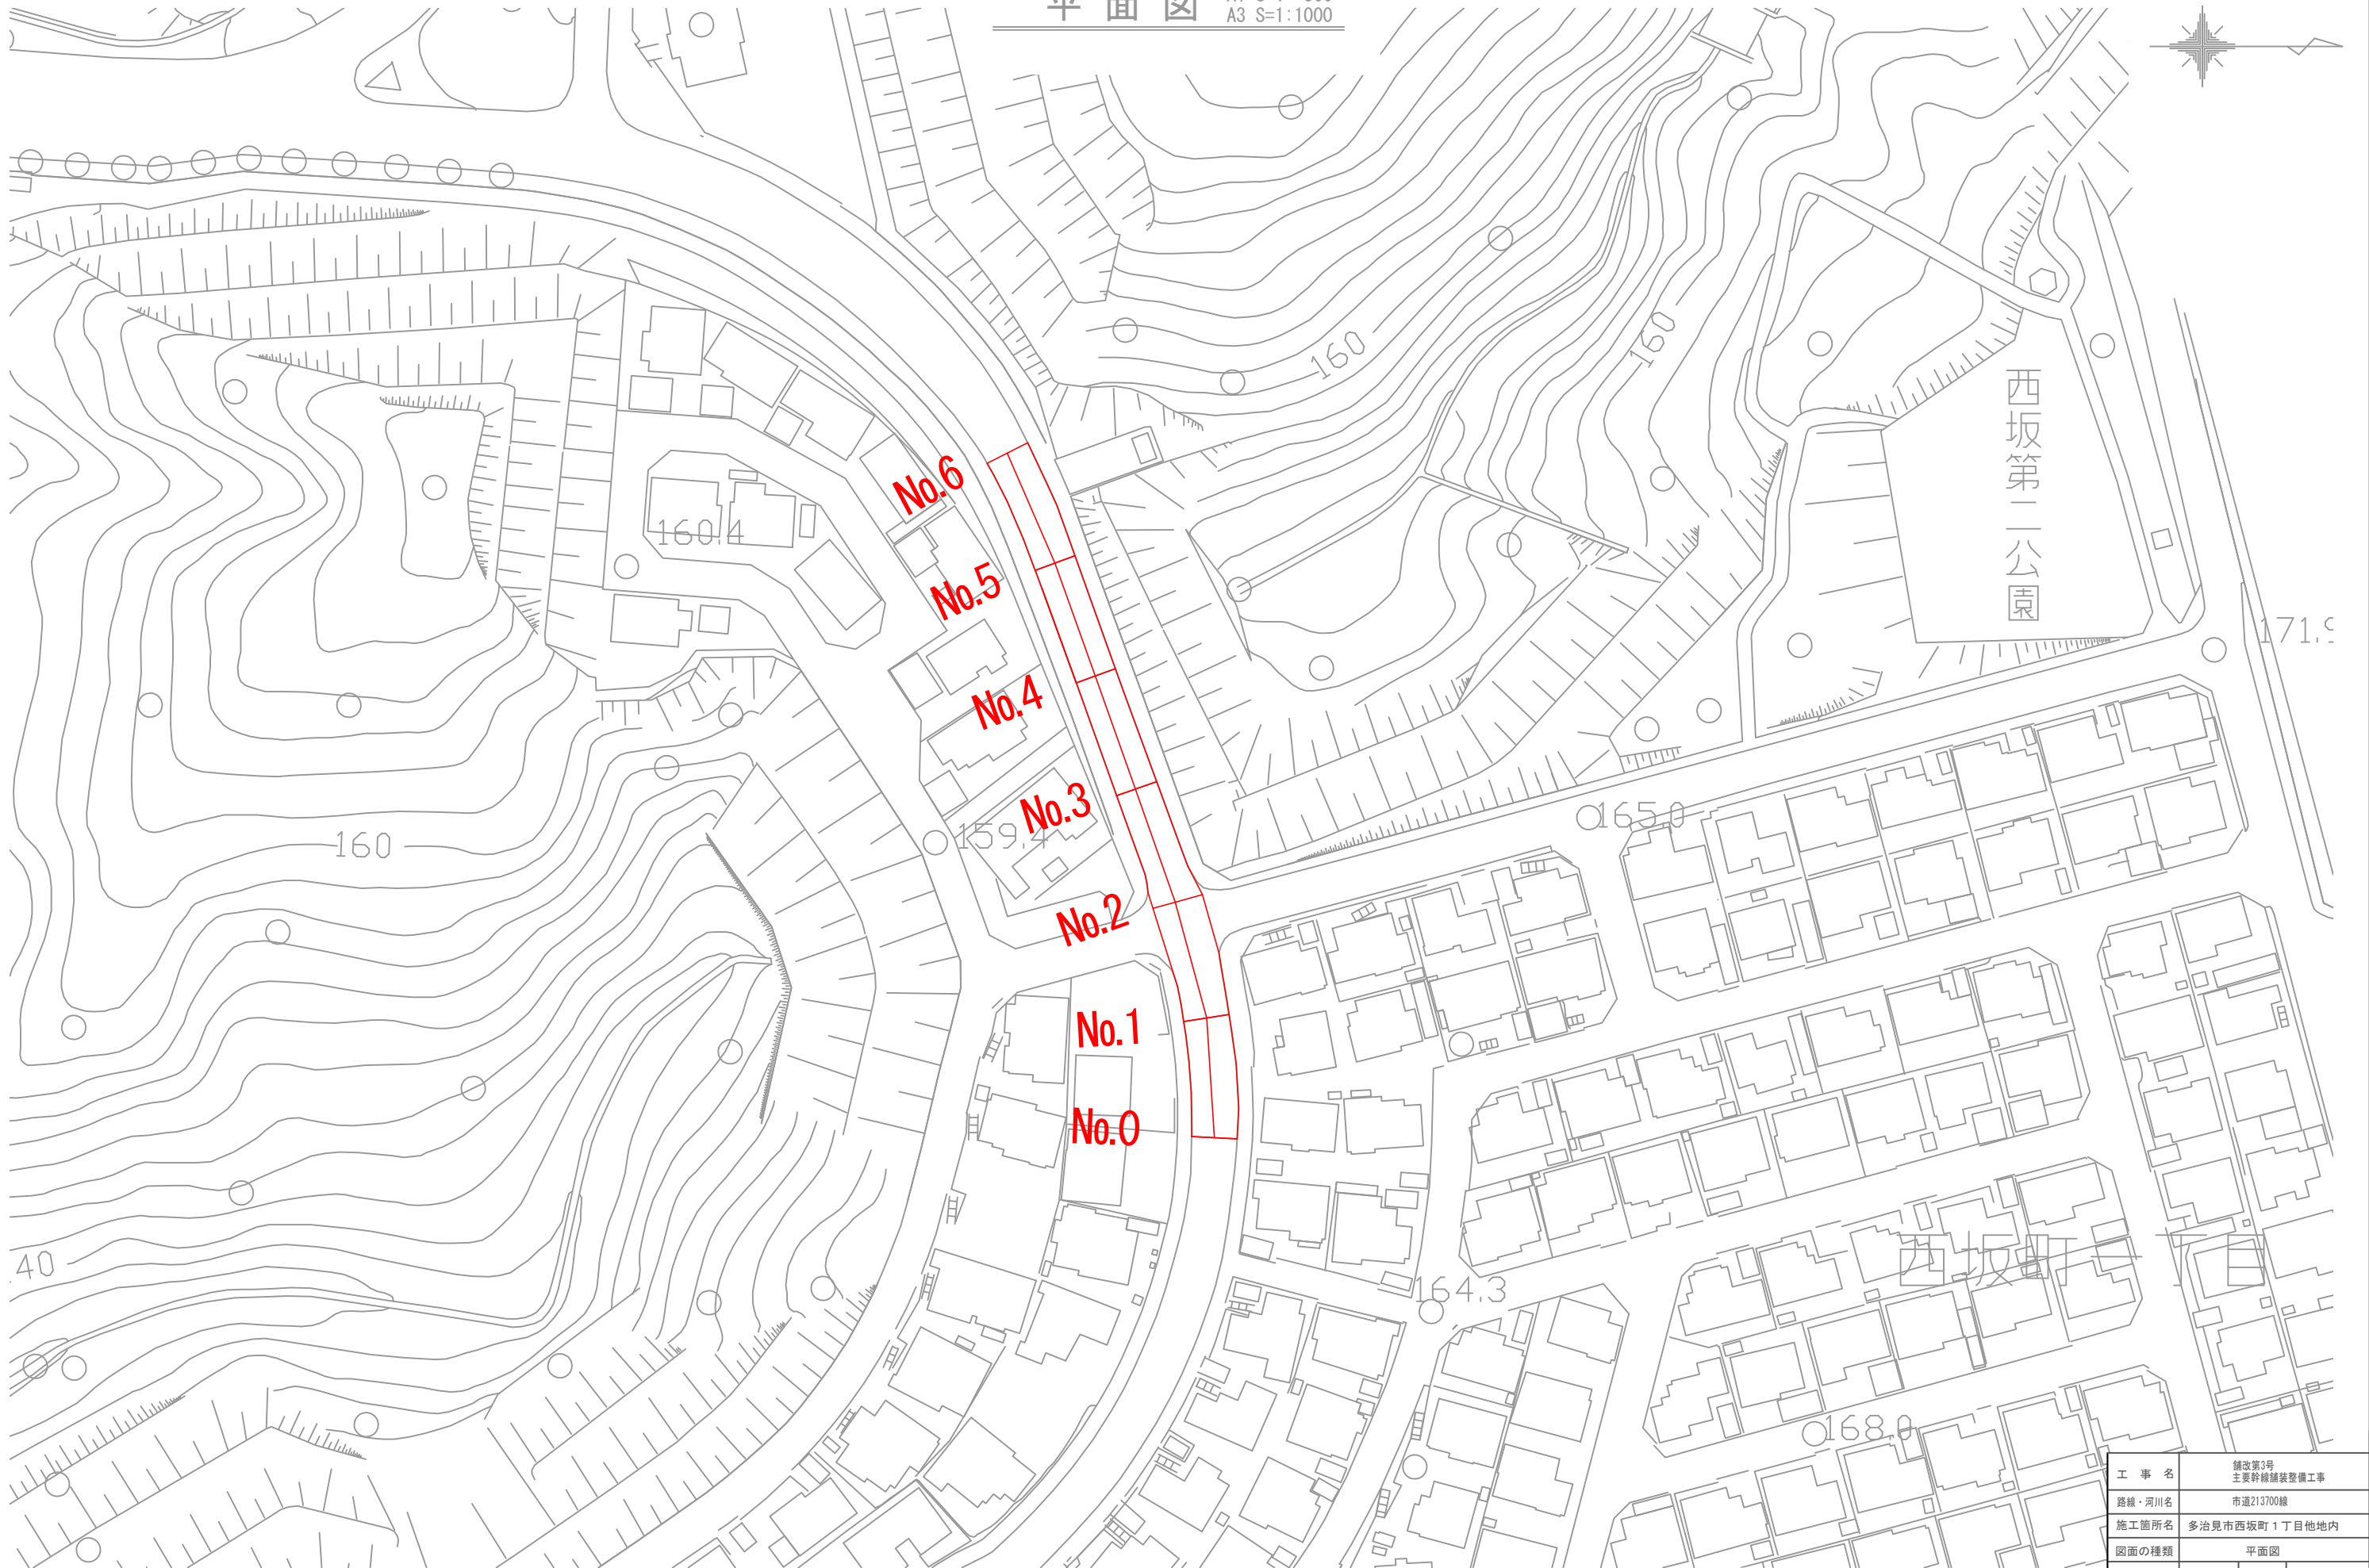 平面図
A3 S=1:1000
160
160
西坂第二公園
No.6
160.4
No.5
171.9
No.4
No.3
159.4
165.0
160
No.2
No.1
No.0
西坂町一丁目
40
164.3
168.0
工事名 舗改第3号
主要幹線舗装整備工事
路線・河川名 市道213700線
施工箇所名 多治見市西坂町1丁目他地内
図面の種類 平面図